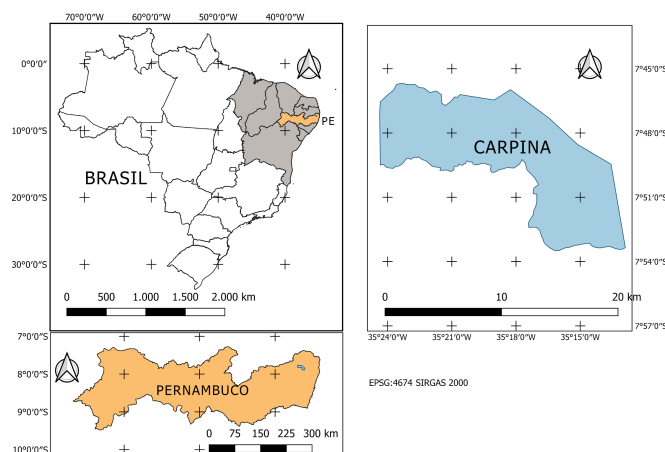 70°0'0"W 60°0'0"W 50°0'0"W 40°0'0"W
0°0'0"
10°0'0"S
20°0'0"S
30°0'0"S
PE
BRASIL
0 500 1.000 1.500 2.000 km
7°0'0"S
8°0'0"S
9°0'0"S
10°0'0"S
PERNAMBUCO
0 75 150 225 300 km
CARPINA
7°45'0"S
7°48'0"S
7°51'0"S
7°54'0"S
7°57'0"S
0 10 20 km
35°24'0"W 35°21'0"W 35°18'0"W 35°15'0"W
EPSG:4674 SIRGAS 2000